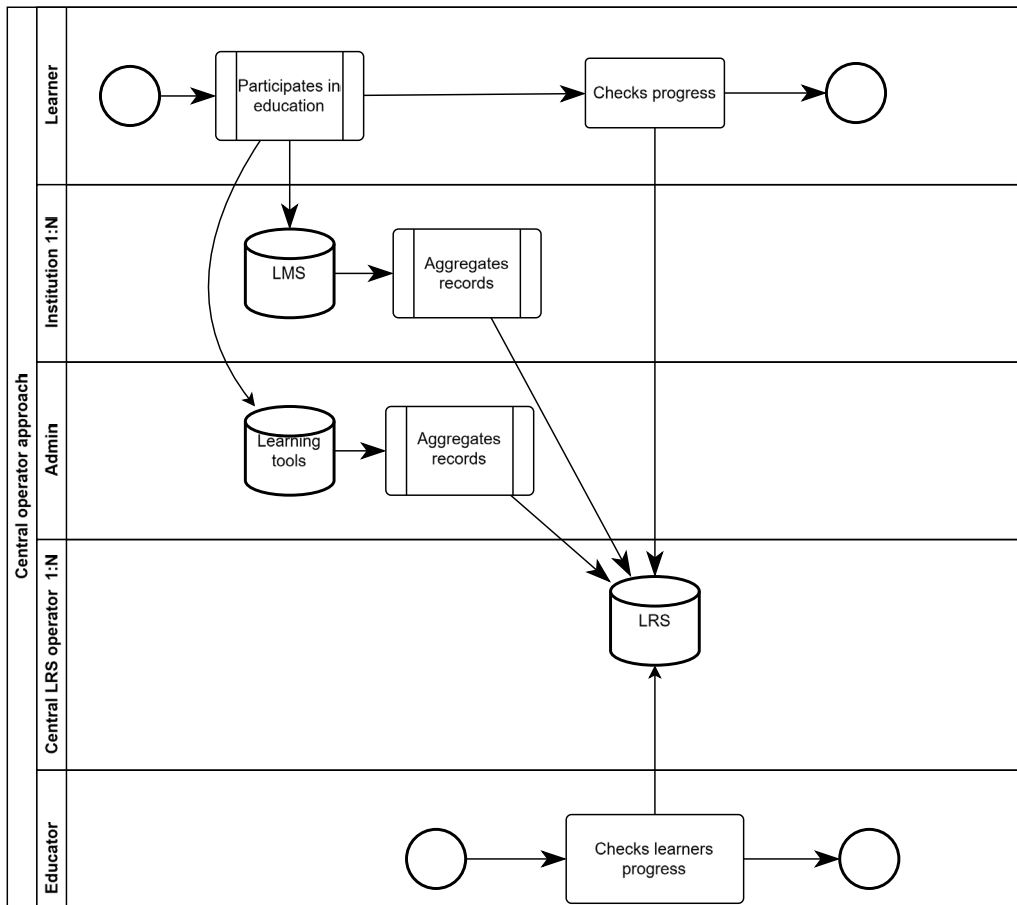 Central operator approach
Learner
Participates in
education
Checks progress
Institution 1:N
LMS
Aggregates
records
Admin
Learning
tools
Aggregates
records
Central LRS operator 1:N
LRS
Educator
Checks learners
progress